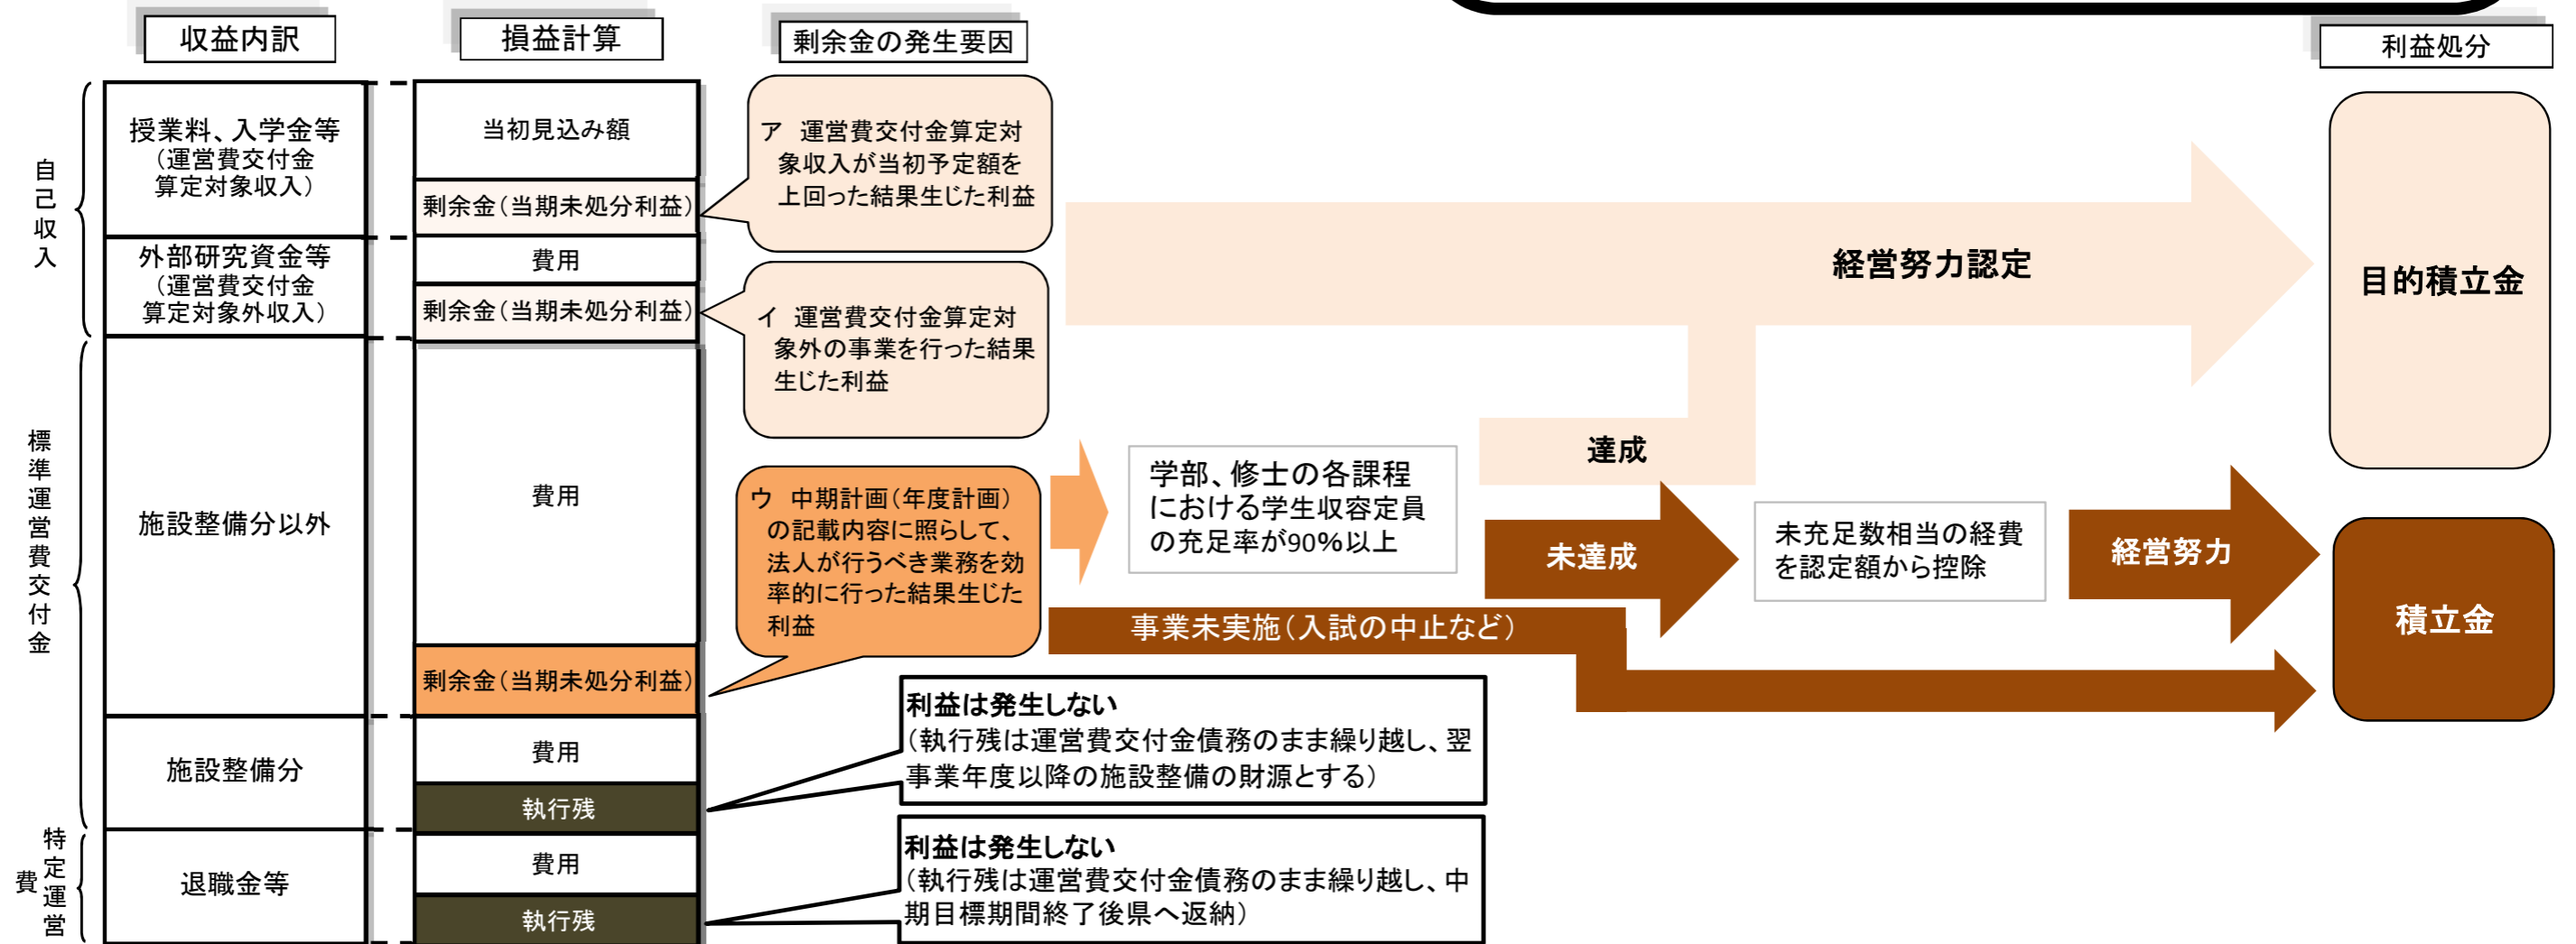 収益内訳
損益計算
剰余金の発生要因
利益処分
自己収入
授業料、入学金等
（運営費交付金
算定対象収入）
外部研究資金等
（運営費交付金
算定対象外収入）
標準運営費交付金
施設整備分以外
施設整備分
特定運営
費
退職金等
当初見込み額
剰余金（当期未処分利益）
費用
剰余金（当期未処分利益）
費用
剰余金（当期未処分利益）
費用
執行残
費用
執行残
ア　運営費交付金算定対
象収入が当初予定額を
上回った結果生じた利益
イ　運営費交付金算定対
象外の事業を行った結果
生じた利益
ウ　中期計画（年度計画）
の記載内容に照らして、
法人が行うべき業務を効
率的に行った結果生じた
利益
利益は発生しない
（執行残は運営費交付金債務のまま繰り越し、翌
事業年度以降の施設整備の財源とする）
利益は発生しない
（執行残は運営費交付金債務のまま繰り越し、中
期目標期間終了後県へ返納）
経営努力認定
達成
学部、修士の各課程
における学生収容定員
の充足率が90％以上
未達成
未充足数相当の経費
を認定額から控除
経営努力
事業未実施（入試の中止など）
目的積立金
積立金